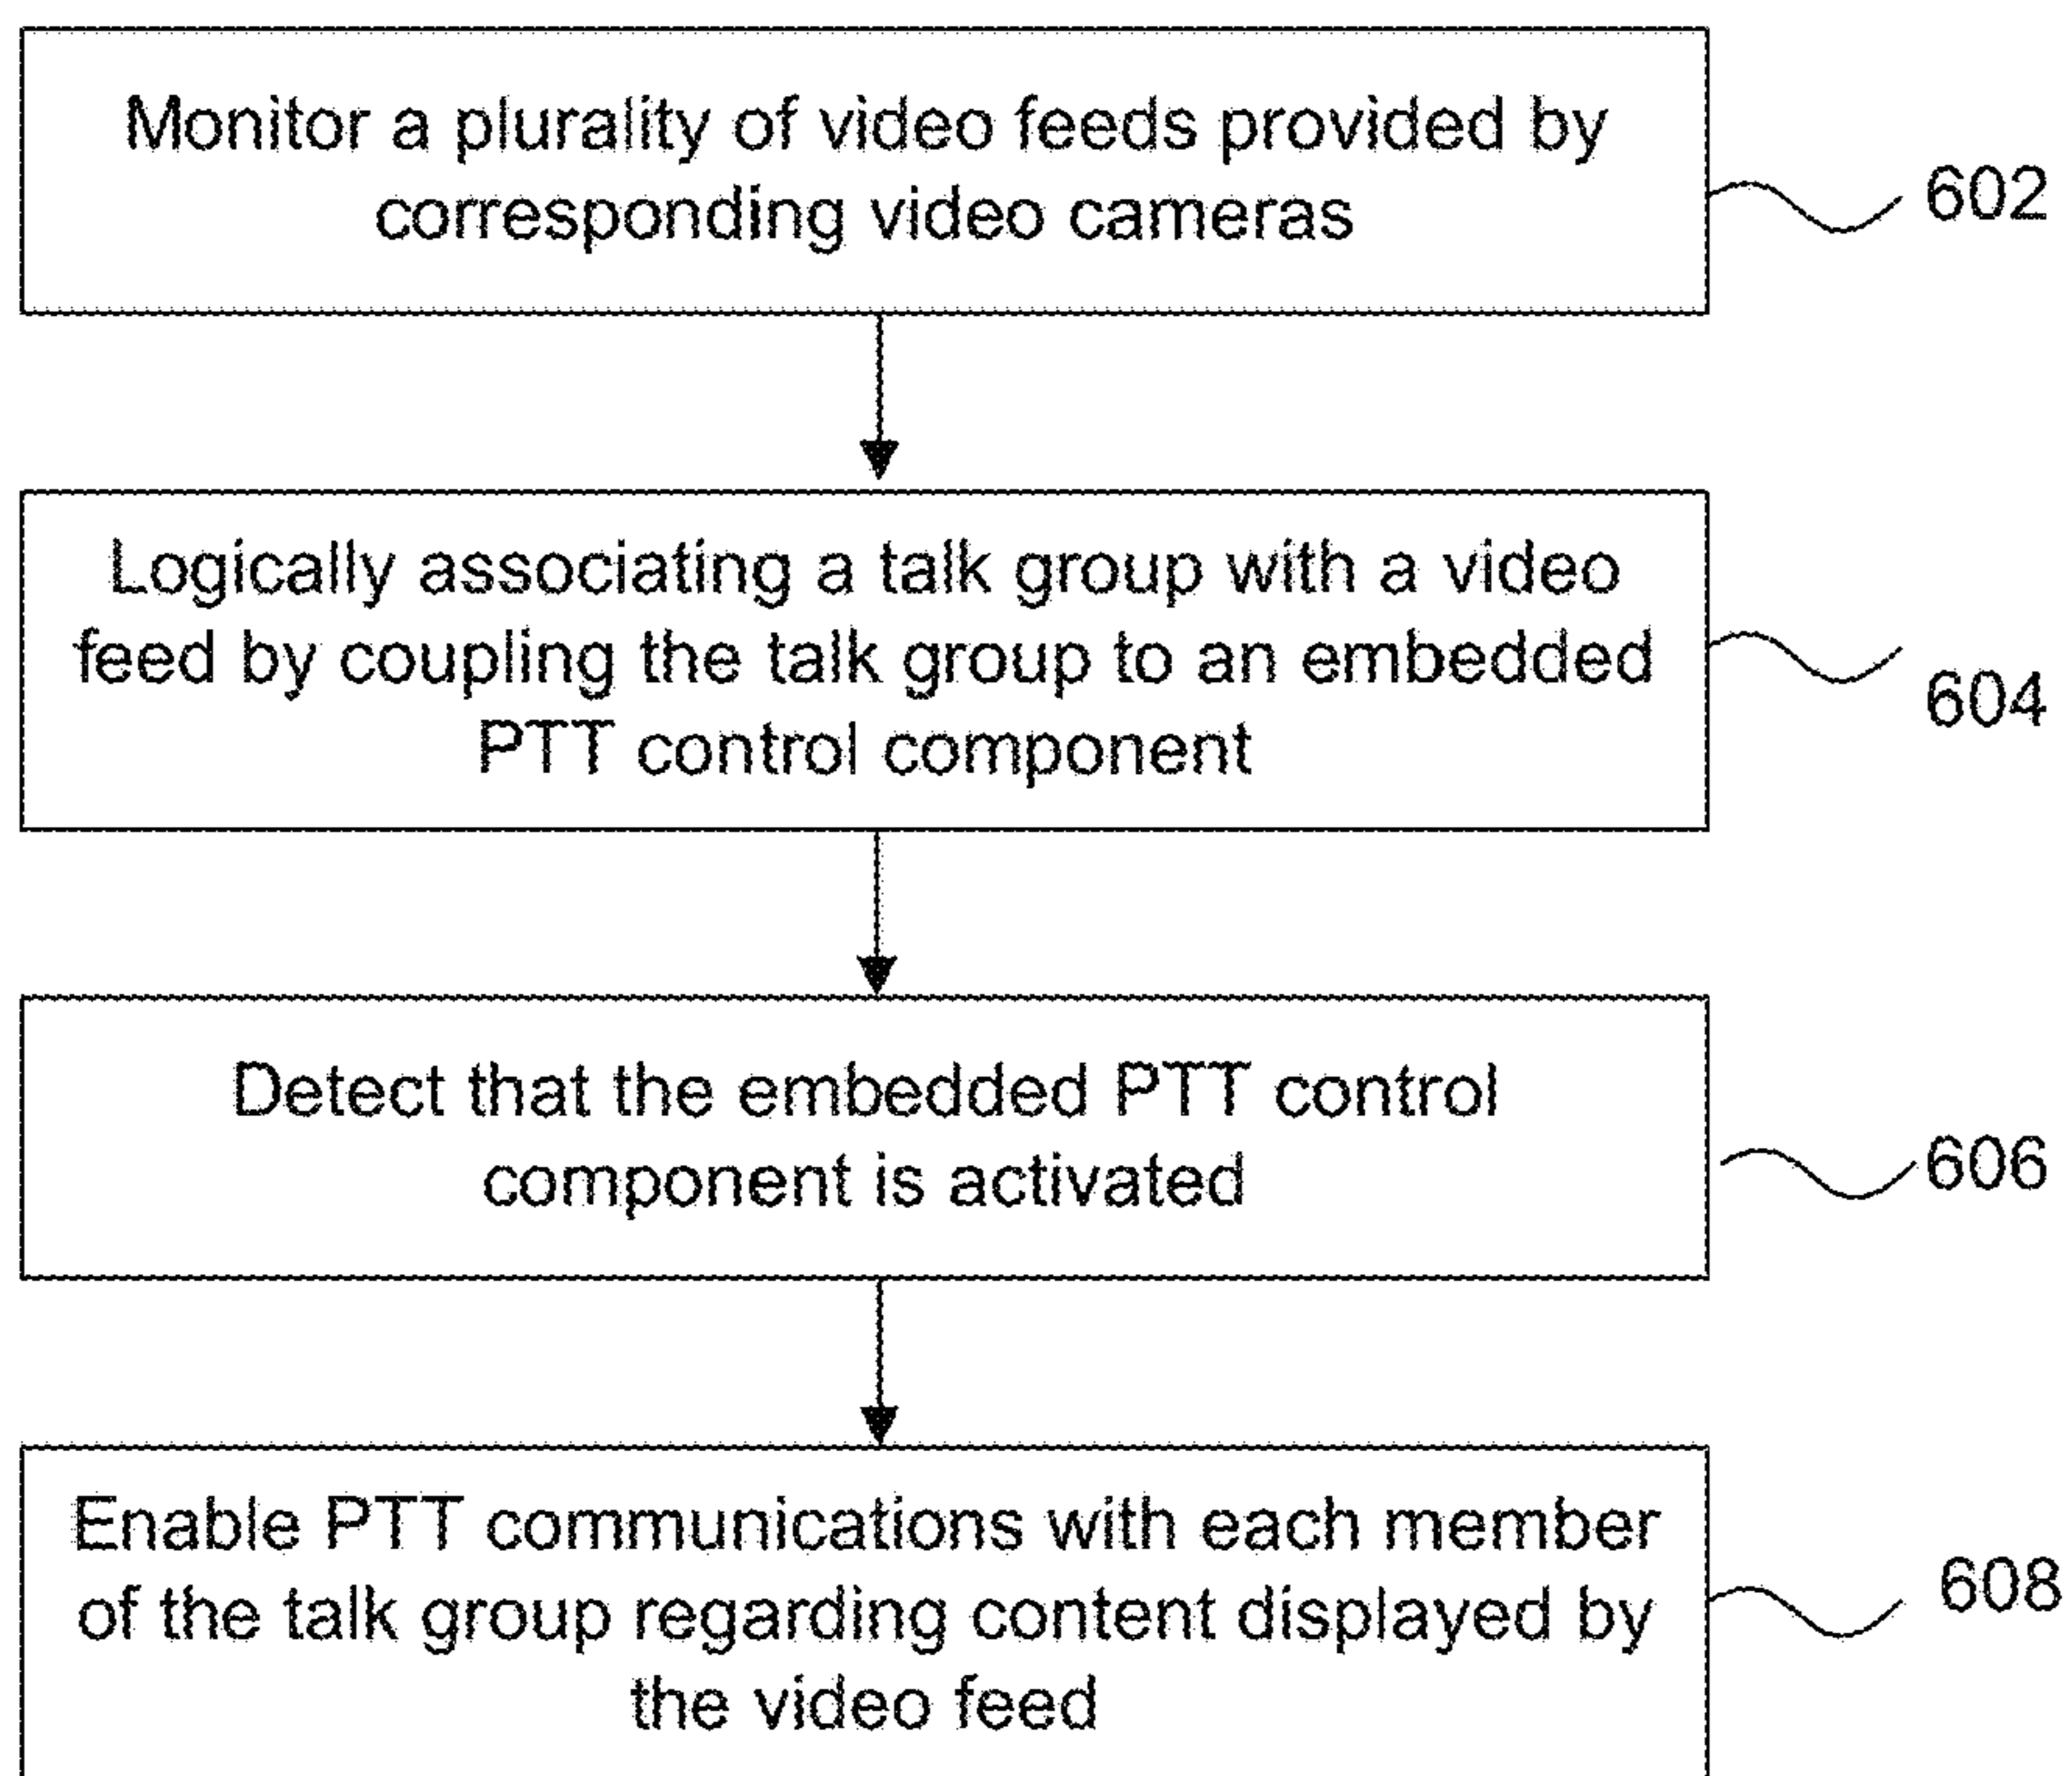 Monitor a plurality of video feeds provided by
corresponding video cameras
602
Logically associating a talk group with a video
feed by coupling the talk group to an embedded
PTT control component
604
Detect that the embedded PTT control
component is activated
606
Enable PTT communications with each member
of the talk group regarding content displayed by
the video feed
608